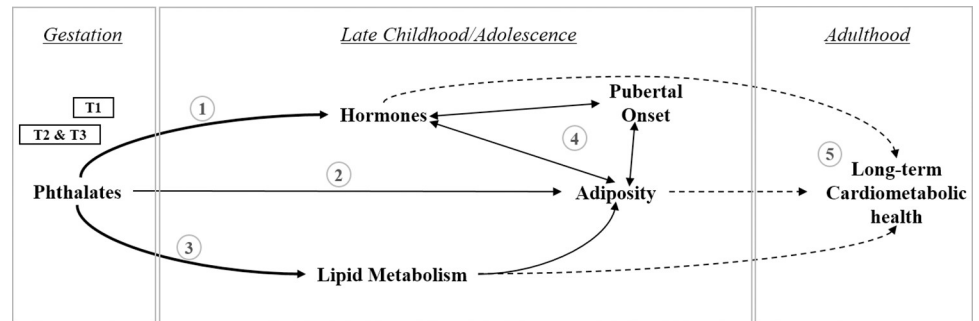 Gestation
Late Childhood/Adolescence
Adulthood
T1
T2 & T3
1
Hormones
Pubertal
Onset
4
5
2
Phthalates
Adiposity
Long-term
Cardiometabolic
health
3
Lipid Metabolism